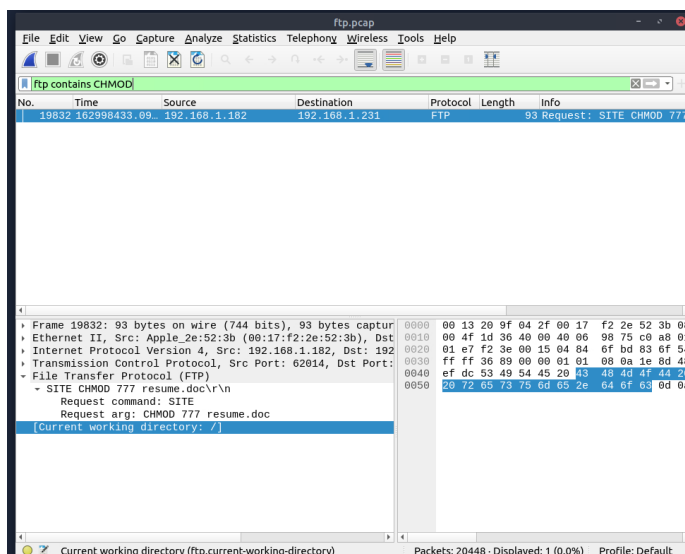 ftp.pcap
File Edit View Go Capture Analyze Statistics Telephony Wireless Tools Help
ftp contains CHMOD
No. Time Source Destination Protocol Length Info
19832 162998433.09… 192.168.1.182 192.168.1.231 FTP 93 Request: SITE CHMOD 777
Frame 19832: 93 bytes on wire (744 bits), 93 bytes captur
Ethernet II, Src: Apple_2e:52:3b (00:17:f2:2e:52:3b), Dst
Internet Protocol Version 4, Src: 192.168.1.182, Dst: 192
Transmission Control Protocol, Src Port: 62014, Dst Port:
File Transfer Protocol (FTP)
SITE CHMOD 777 resume.doc\r\n
Request command: SITE
Request arg: CHMOD 777 resume.doc
[Current working directory: /]
0000 00 13 20 9f 04 2f 00 17 f2 2e 52 3b 08
0010 00 4f 1d 36 40 00 40 06 98 75 c0 a8 0
0020 01 e7 f2 3e 00 15 04 84 6f bd 83 6f 5
0030 ff ff 36 89 00 00 01 01 08 0a 1e 8d 48
0040 ef dc 53 49 54 45 20 43 48 4d 4f 44 2
0050 20 72 65 73 75 6d 65 2e 64 6f 63 0d 0a
Current working directory (ftp.current-working-directory) Packets: 20448 · Displayed: 1 (0.0%) Profile: Default